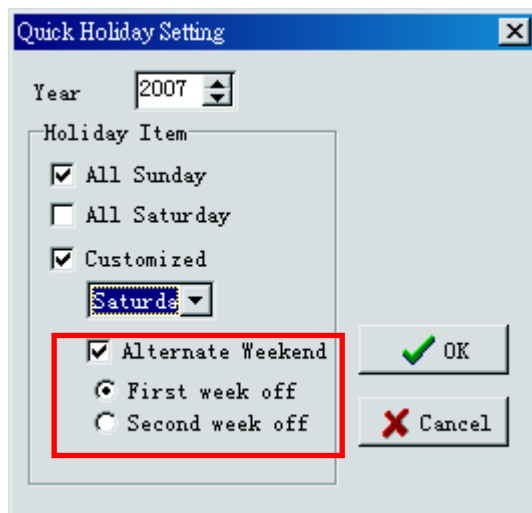 Quick Holiday Setting
Year 2007
Holiday Item
All Sunday
All Saturday
Customized
Saturda
Alternate Weekend
First week off
Second week off
OK
Cancel